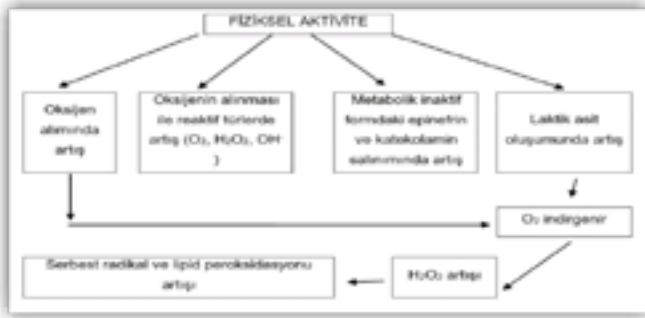 FİZİKSEL AKTİVİTE
Oksijen
alımında
artış
Oksijenin alınması
ile reaktif türlerde
artış (O₂, H₂O₂, OH⁻
)
Metabolik inaktif
formdaki epinefrin
ve katekolamin
salınımında artış
Laktik asit
oluşumunda artış
O₂ indirgenir
H₂O₂ artışı
Serbest radikal ve lipid peroksidasyonu
artışı